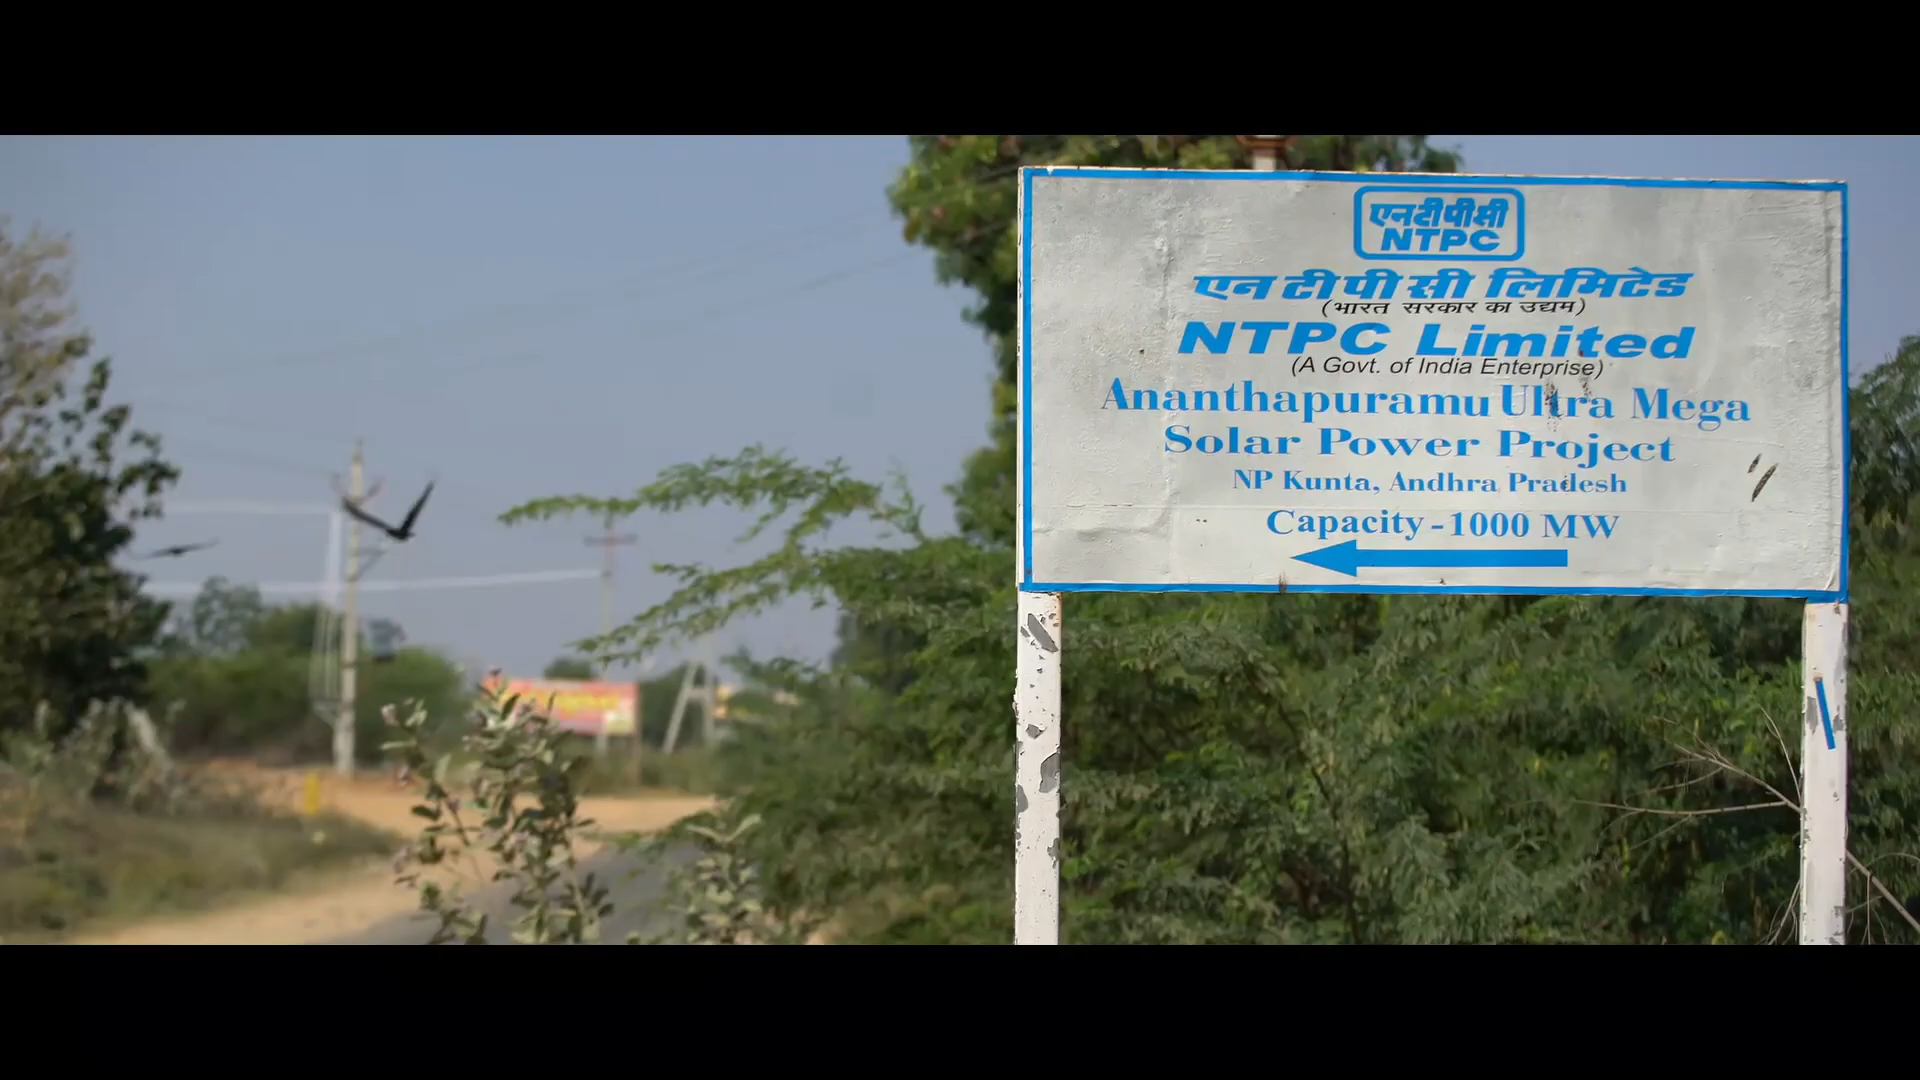 एनटीपीसी
NTPC
एन टी पी सी लिमिटेड
(भारत सरकार का उद्यम)
NTPC Limited
(A Govt. of India Enterprise)
Ananthapuramu Ultra Mega
Solar Power Project
NP Kunta, Andhra Pradesh
Capacity - 1000 MW